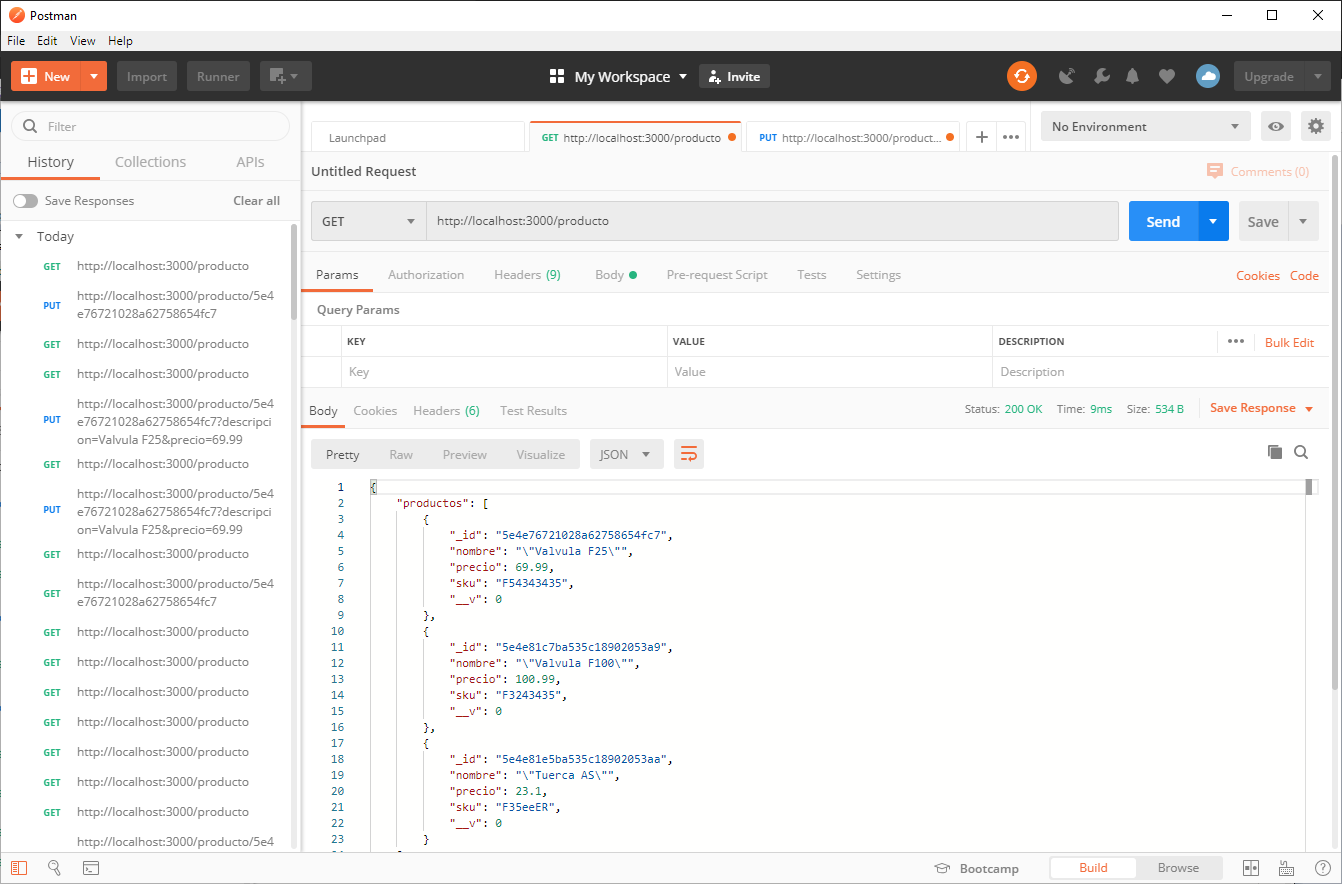 Postman
File Edit View Help
New Import Runner My Workspace Invite Upgrade
Filter
History Collections APIs
Save Responses Clear all
Today
GET http://localhost:3000/producto
PUT http://localhost:3000/producto/5e4
e76721028a62758654fc7
GET http://localhost:3000/producto
GET http://localhost:3000/producto
PUT http://localhost:3000/producto/5e4
e76721028a62758654fc7?descripci
on=Valvula F25&precio=69.99
GET http://localhost:3000/producto
PUT http://localhost:3000/producto/5e4
e76721028a62758654fc7?descripci
on=Valvula F25&precio=69.99
GET http://localhost:3000/producto
GET http://localhost:3000/producto/5e4
e76721028a62758654fc7
GET http://localhost:3000/producto
GET http://localhost:3000/producto
GET http://localhost:3000/producto
GET http://localhost:3000/producto
GET http://localhost:3000/producto
GET http://localhost:3000/producto
GET http://localhost:3000/producto
http://localhost:3000/producto/5e4
Launchpad GET http://localhost:3000/producto PUT http://localhost:3000/product... No Environment
Untitled Request Comments (0)
GET http://localhost:3000/producto Send Save
Params Authorization Headers (9) Body Pre-request Script Tests Settings Cookies Code
Query Params
KEY VALUE DESCRIPTION Bulk Edit
Key Value Description
Body Cookies Headers (6) Test Results Status: 200 OK Time: 9ms Size: 534 B Save Response
Pretty Raw Preview Visualize JSON
1 {
2 "productos": [
3 {
4 "_id": "5e4e76721028a62758654fc7",
5 "nombre": "\"Valvula F25\"",
6 "precio": 69.99,
7 "sku": "F54343435",
8 "__v": 0
9 },
10 {
11 "_id": "5e4e81c7ba535c18902053a9",
12 "nombre": "\"Valvula F100\"",
13 "precio": 100.99,
14 "sku": "F3243435",
15 "__v": 0
16 },
17 {
18 "_id": "5e4e81e5ba535c18902053aa",
19 "nombre": "\"Tuerca AS\"",
20 "precio": 23.1,
21 "sku": "F35eeER",
22 "__v": 0
23 }
Bootcamp Build Browse